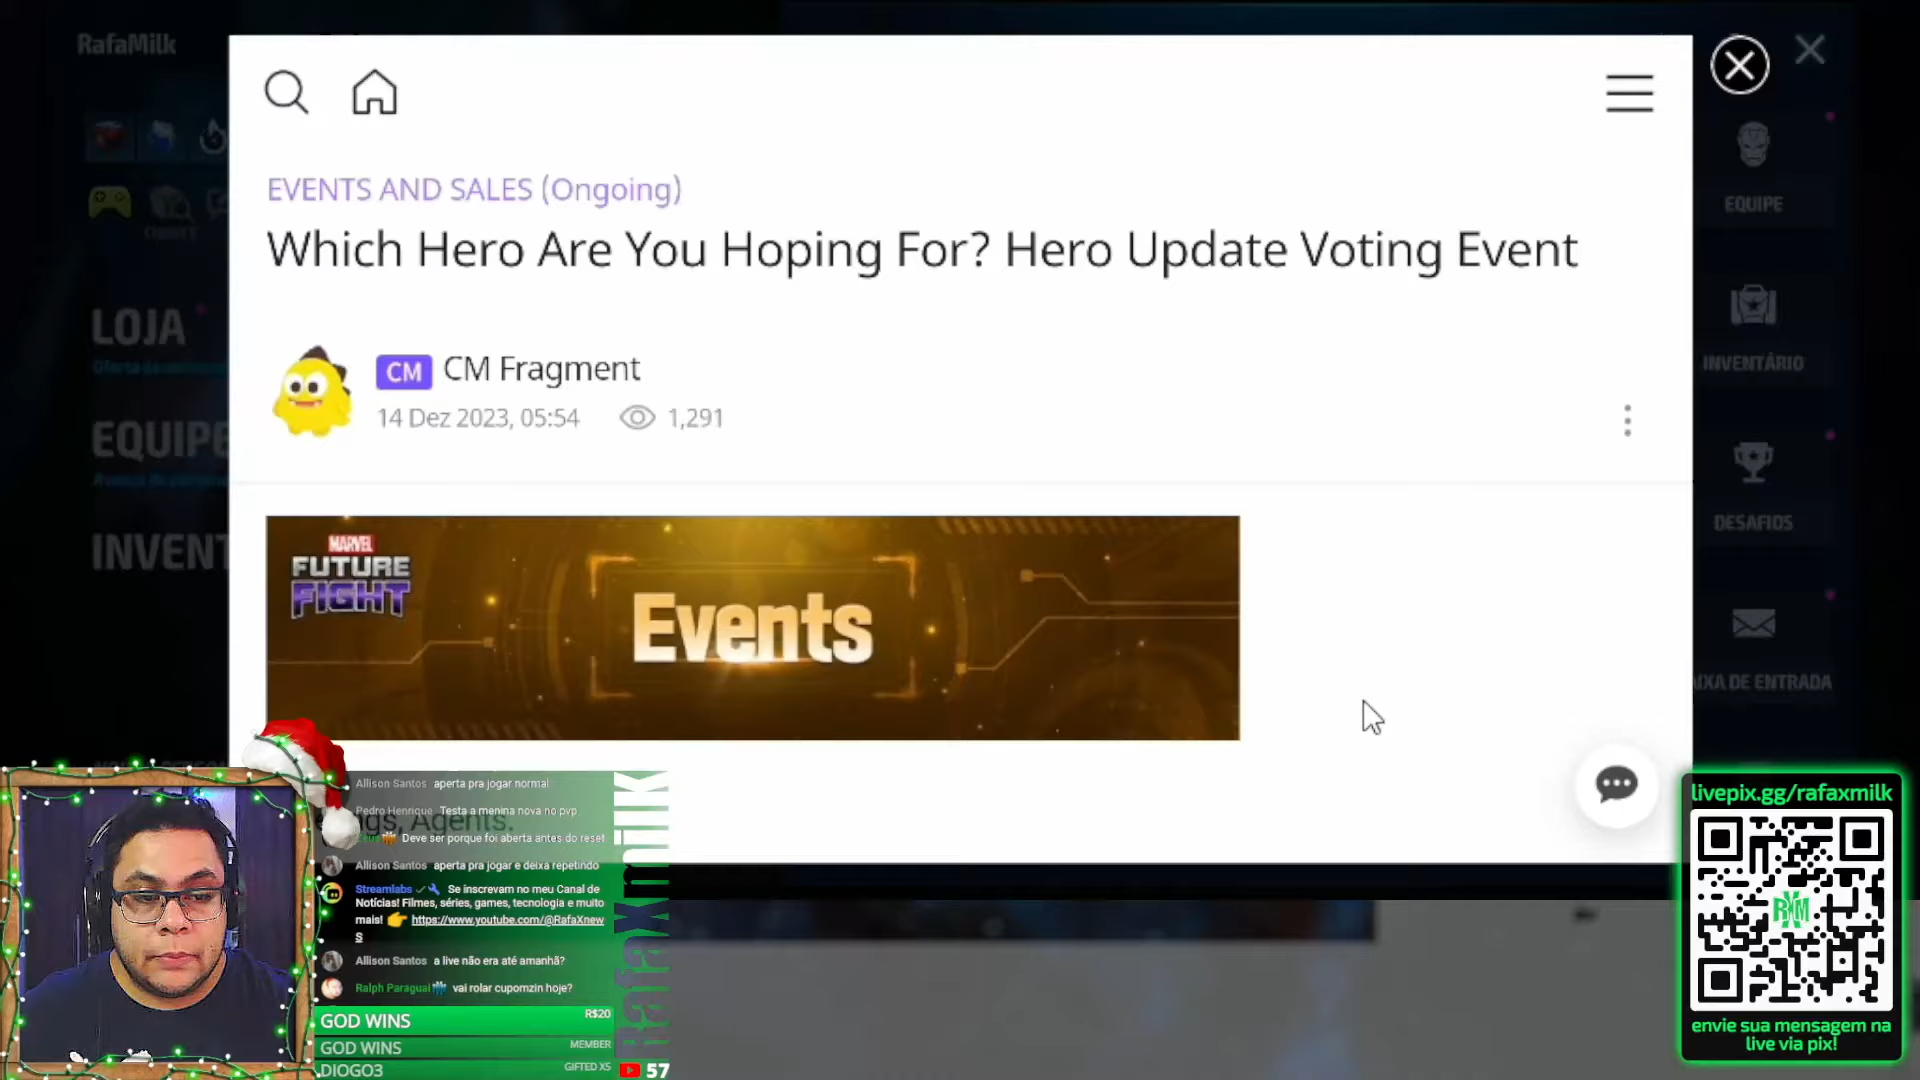 RafaMilk
EVENTS AND SALES (Ongoing)
Which Hero Are You Hoping For? Hero Update Voting Event
CM CM Fragment
14 Dez 2023, 05:54 1,291
MARVEL
FUTURE
FIGHT
Events
gs, Agents.
LOJA
EQUIPE
INVENT
EQUIPE
INVENTÁRIO
DESAFIOS
AIXA DE ENTRADA
Allison Santos aperta pra jogar normal
Pedro Henrique Testa a menina nova no pvp
Deve ser porque foi aberta antes do reset
Allison Santos aperta pra jogar e deixa repetindo
Streamlabs Se inscrevam no meu Canal de
Notícias! Filmes, séries, games, tecnologia e muito
mais! https://www.youtube.com/@RafaXnew
s
Allison Santos a live não era até amanhã?
Ralph Paraguai vai rolar cupomzin hoje?
GOD WINS R$20
GOD WINS MEMBER
DIOGO3 GIFTED X5
57
RafaXmilk
livepix.gg/rafaxmilk
RXM
envie sua mensagem na
live via pix!